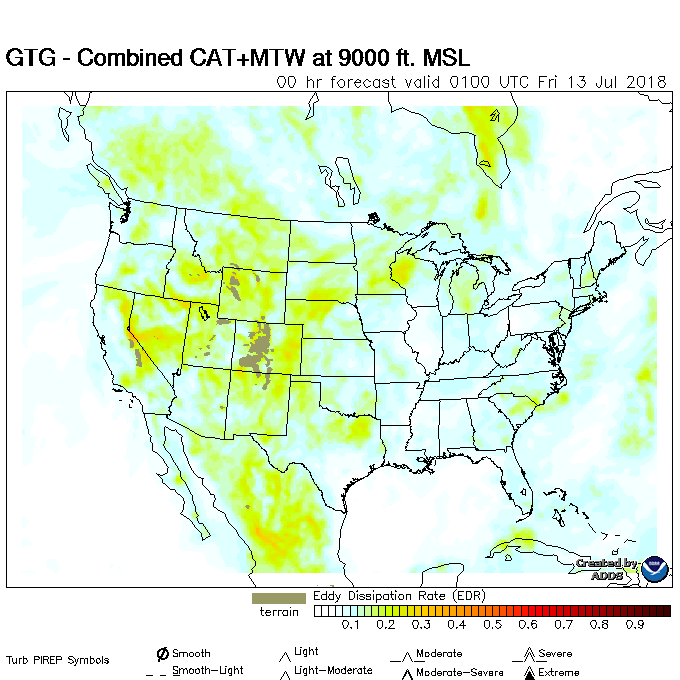 GTG - Combined CAT+MTW at 9000 ft. MSL
00 hr forecast valid 0100 UTC Fri 13 Jul 2018
Created by
ADDS
Eddy Dissipation Rate (EDR)
terrain
0.1 0.2 0.3 0.4 0.5 0.6 0.7 0.8 0.9
Turb PIREP Symbols
Smooth Light Moderate Severe
Smooth-Light Light-Moderate Moderate-Severe Extreme